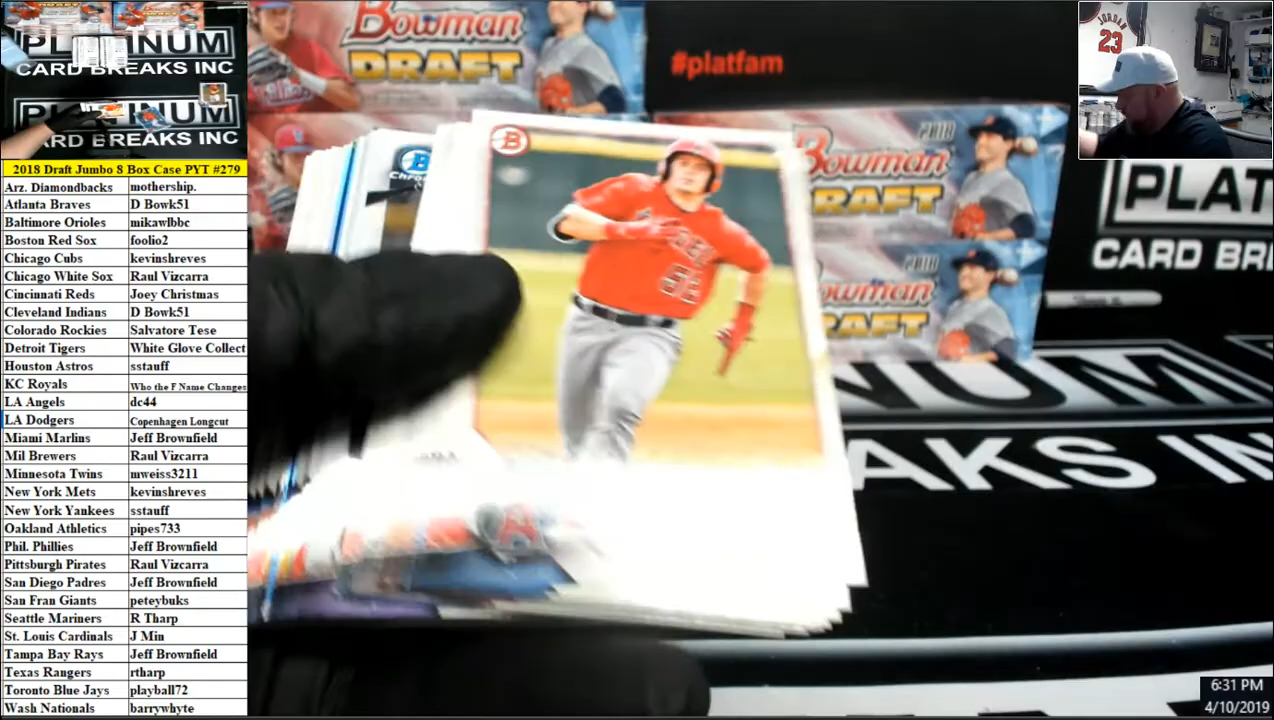 PLATINUM
CARD BREAKS INC
2018 Draft Jumbo 8 Box Case PYT #279
Arz. Diamondbacks mothership.
Atlanta Braves D Bowk51
Baltimore Orioles mikawlbbc
Boston Red Sox foolio2
Chicago Cubs kevinshreves
Chicago White Sox Raul Vizcarra
Cincinnati Reds Joey Christmas
Cleveland Indians D Bowk51
Colorado Rockies Salvatore Tese
Detroit Tigers White Glove Collect
Houston Astros sstauff
KC Royals Who the F Name Changes
LA Angels dc44
LA Dodgers Copenhagen Longcut
Miami Marlins Jeff Brownfield
Mil Brewers Raul Vizcarra
Minnesota Twins mweiss3211
New York Mets kevinshreves
New York Yankees sstauff
Oakland Athletics pipes733
Phil. Phillies Jeff Brownfield
Pittsburgh Pirates Raul Vizcarra
San Diego Padres Jeff Brownfield
San Fran Giants peteybuks
Seattle Mariners R Tharp
St. Louis Cardinals J Min
Tampa Bay Rays Jeff Brownfield
Texas Rangers rtharp
Toronto Blue Jays playball72
Wash Nationals barrywhyte
Bowman
DRAFT
#platfam
B
2018
Bowman
RAFT
2018
owman
RAFT
JORDAN
23
PLAT
CARD BRE
NUM
AKS IN
6:31 PM
4/10/2019